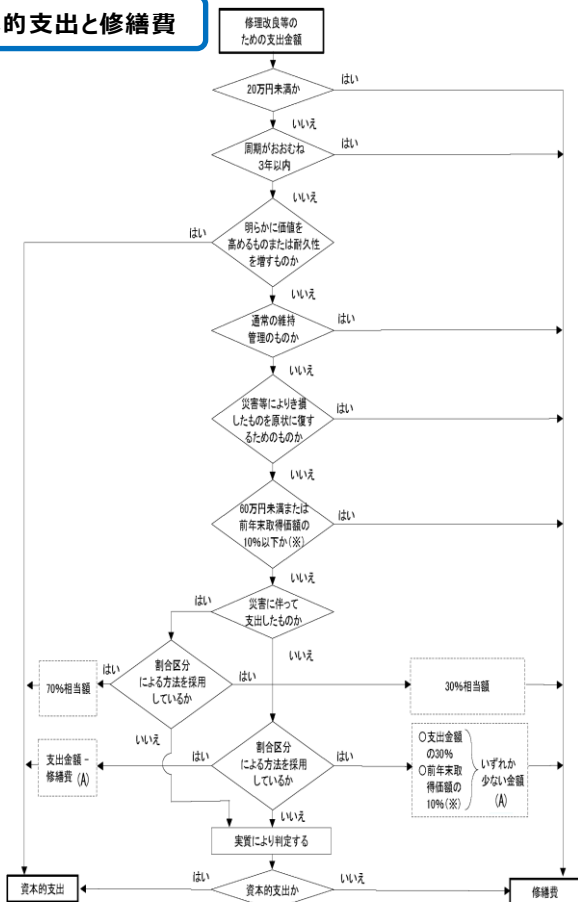 的支出と修繕費
修理改良等の
ための支出金額
20万円未満か
はい
いいえ
周期がおおむね
3年以内
はい
いいえ
明らかに価値を
高めるものまたは耐久性
を増すものか
はい
いいえ
通常の維持
管理のものか
はい
いいえ
災害等によりき損
したものを原状に復す
るためのものか
はい
いいえ
60万円未満または
前年末取得価額の
10%以下か(※)
はい
いいえ
災害に伴って
支出したものか
はい
いいえ
割合区分
による方法を採用
しているか
はい
はい
70%相当額
30%相当額
いいえ
割合区分
による方法を採用
しているか
はい
はい
支出金額-
修繕費(A)
○支出金額
の30%
○前年末取
得価額の
10%(※)
いずれか
少ない金額
(A)
いいえ
実質により判定する
資本的支出か
はい
いいえ
資本的支出
修繕費